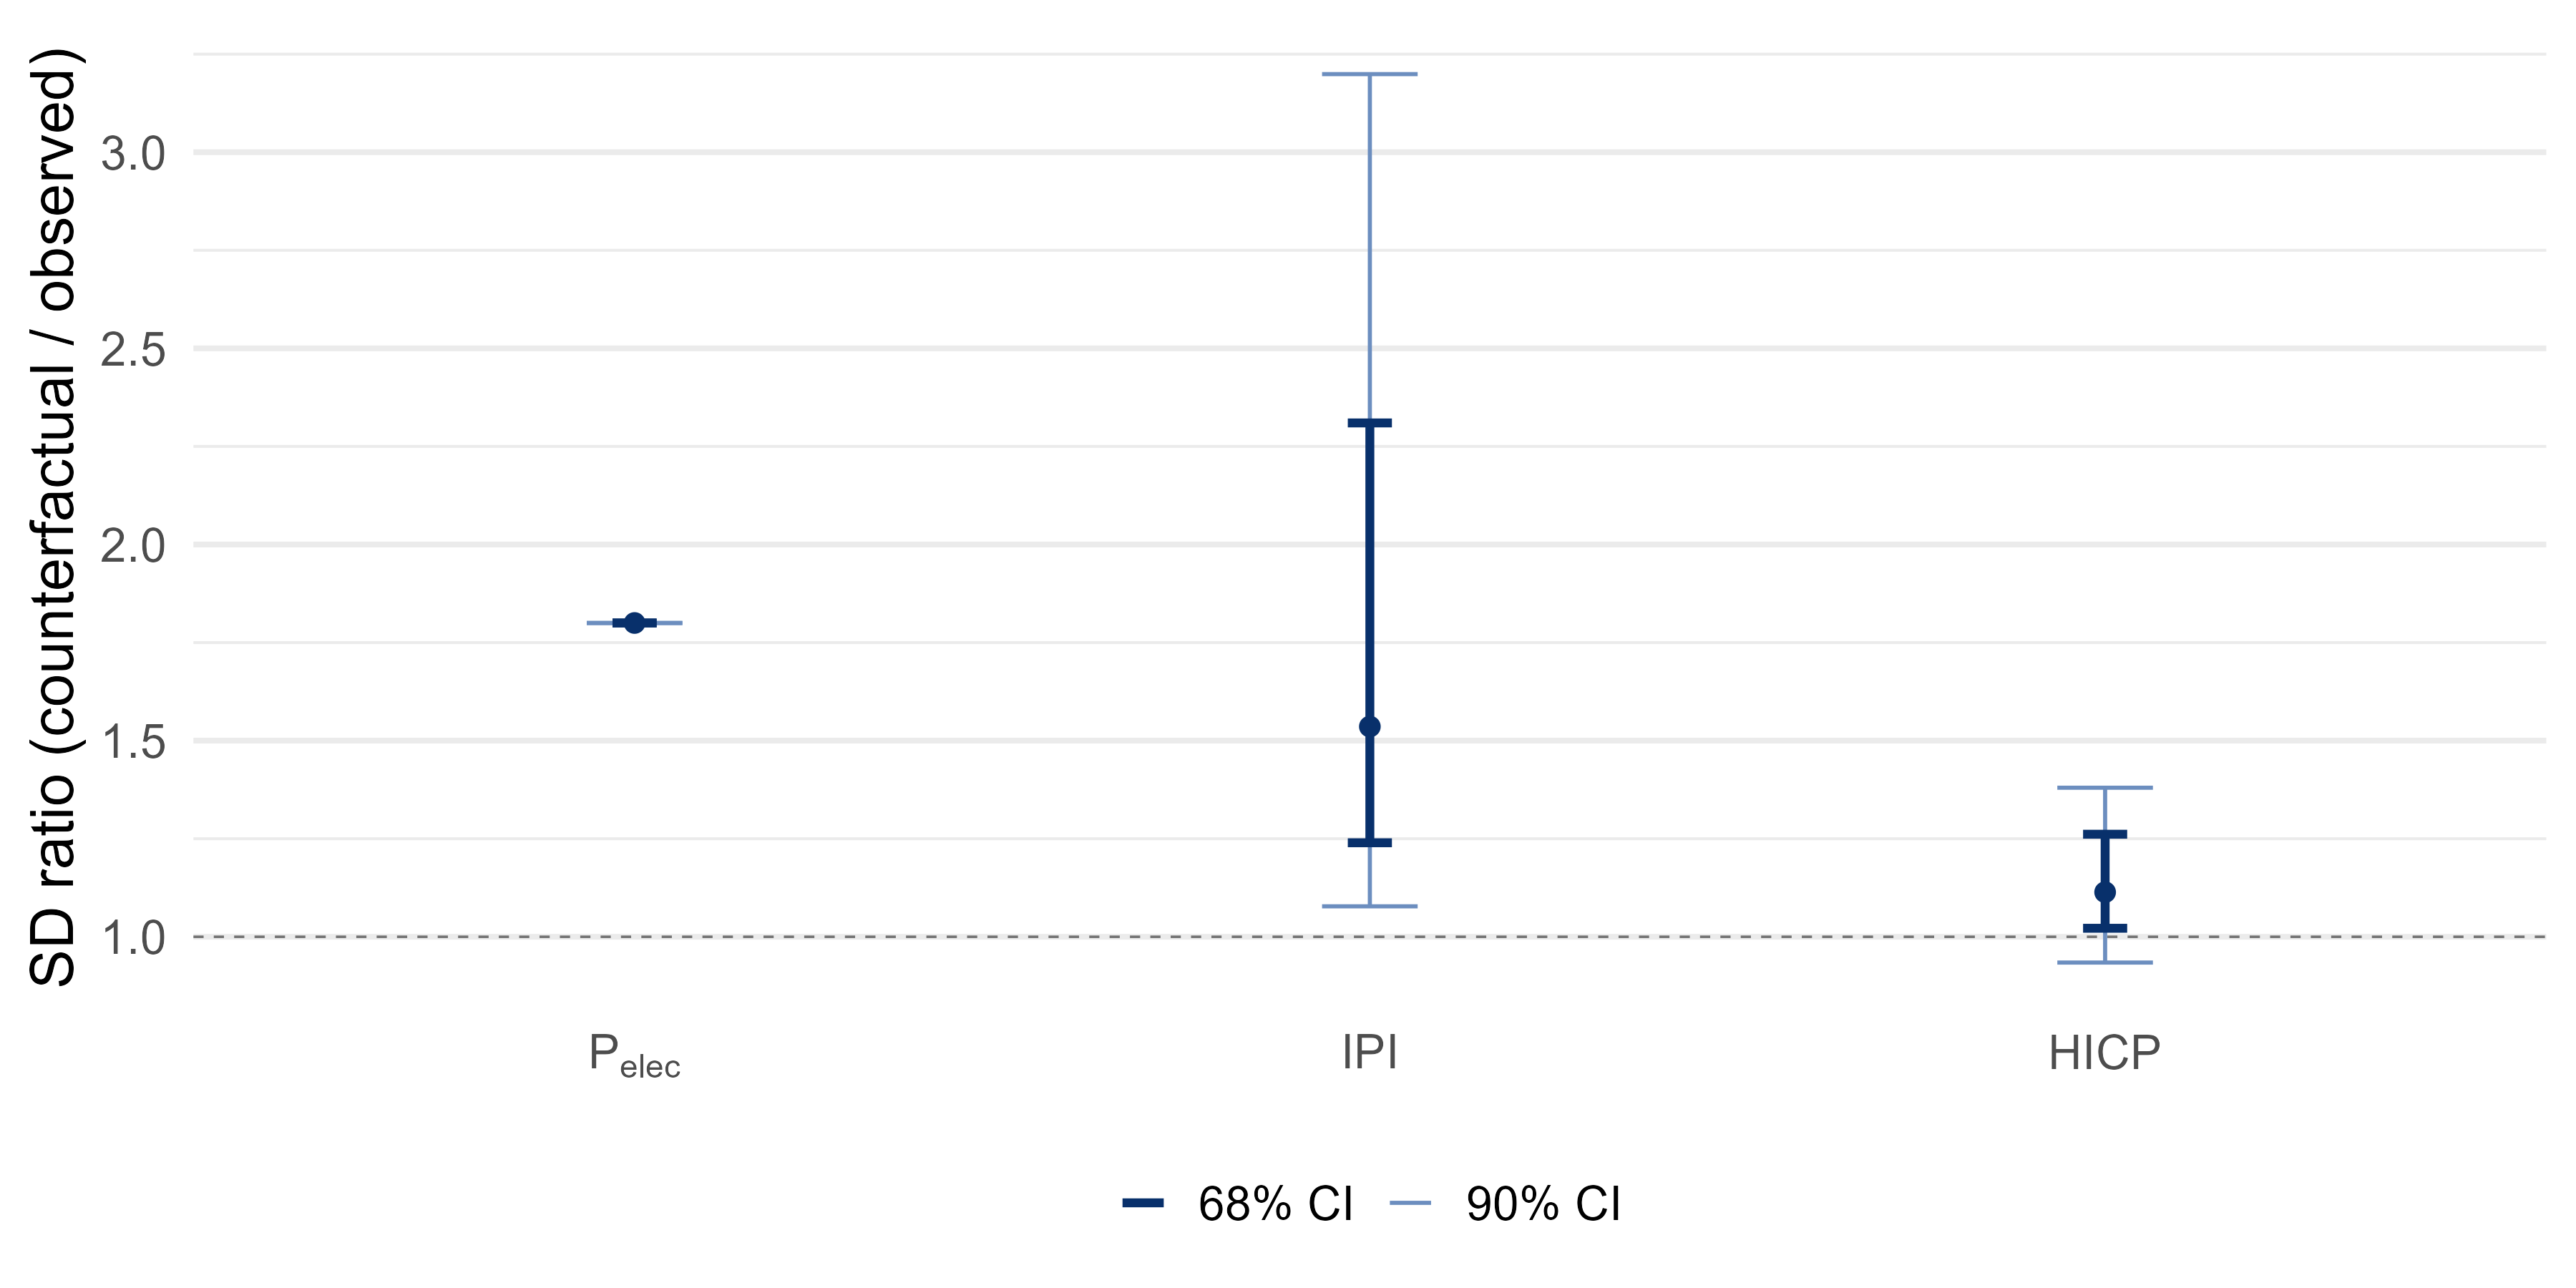 SD ratio (counterfactual / observed)
3.0
2.5
2.0
1.5
1.0
Pelec
IPI
HICP
68% CI
90% CI